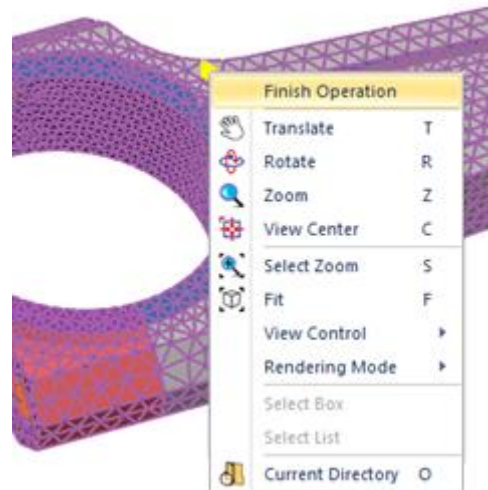 Finish Operation
Translate T
Rotate R
Zoom Z
View Center C
Select Zoom S
Fit F
View Control
Rendering Mode
Select Box
Select List
Current Directory O